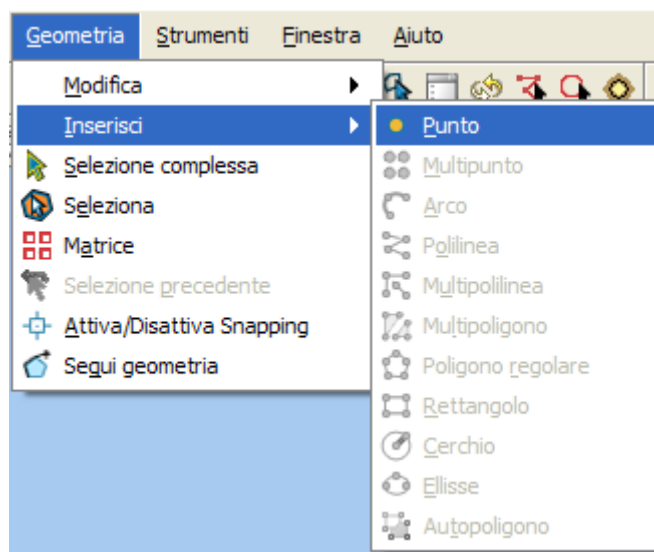 Geometria Strumenti Finestra Aiuto
Modifica
Inserisci
Selezione complessa
Seleziona
Matrice
Selezione precedente
Attiva/Disattiva Snapping
Segui geometria
Punto
Multipunto
Arco
Polilinea
Multipolilinea
Multipoligono
Poligono regolare
Rettangolo
Cerchio
Ellisse
Autopoligono